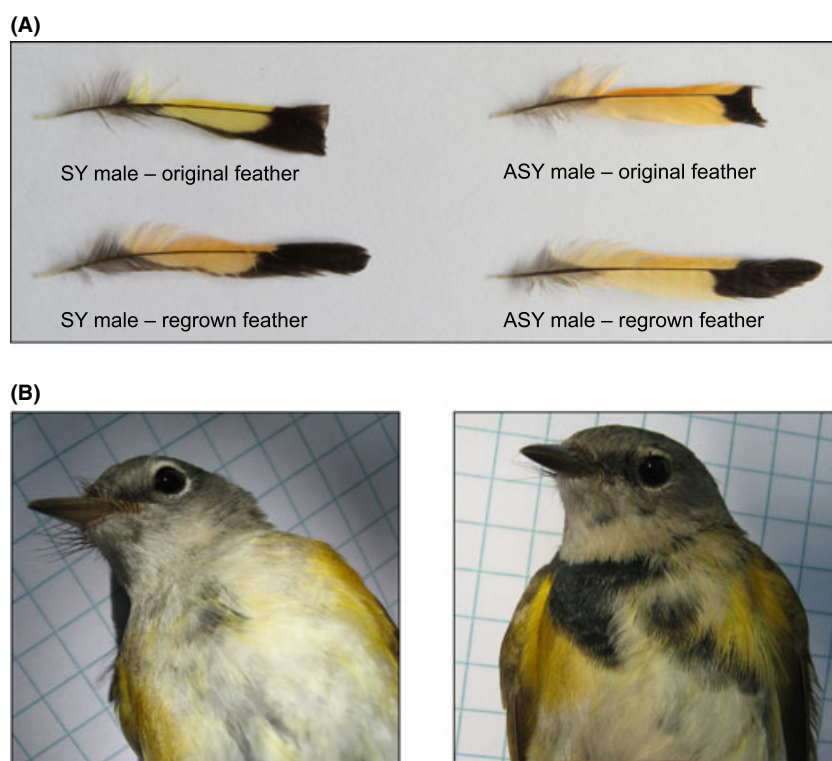 (A)
SY male – original feather
ASY male – original feather
SY male – regrown feather
ASY male – regrown feather
(B)